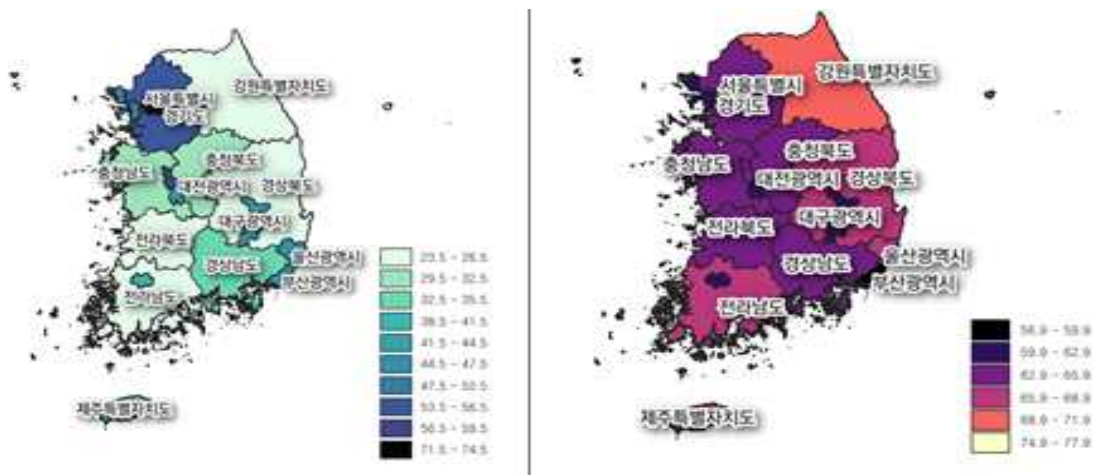 강원특별자치도
서울특별시
경기도
충청북도
충청남도
대전광역시
경상북도
대구광역시
전라북도
울산광역시
경상남도
부산광역시
전라남도
제주특별자치도
23.5 - 26.5
29.5 - 32.5
32.5 - 35.5
38.5 - 41.5
41.5 - 44.5
44.5 - 47.5
47.5 - 50.5
53.5 - 56.5
56.5 - 59.5
71.5 - 74.5
강원특별자치도
서울특별시
경기도
충청북도
충청남도
대전광역시
경상북도
대구광역시
전라북도
울산광역시
경상남도
부산광역시
전라남도
제주특별자치도
56.9 - 59.9
59.9 - 62.9
62.9 - 65.9
65.9 - 68.9
68.9 - 71.9
74.9 - 77.9